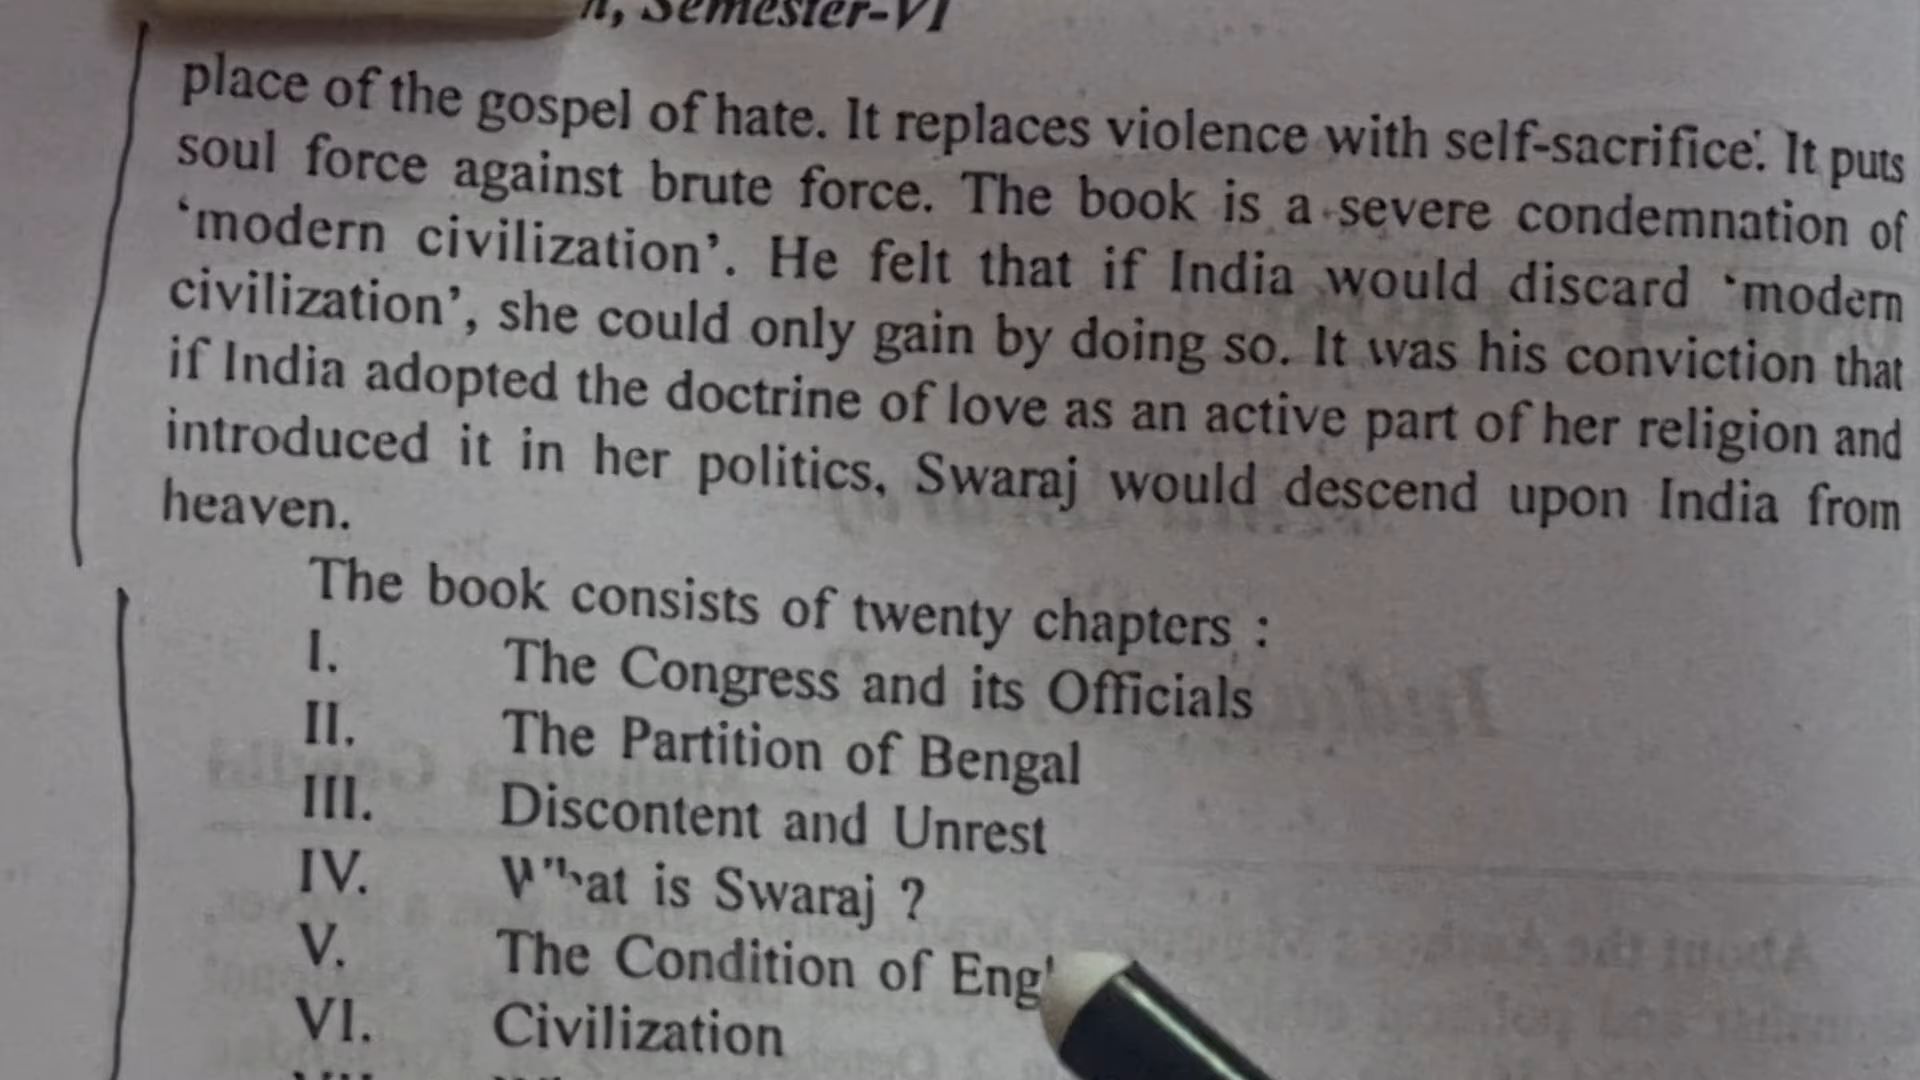 Semester-VI
place of the gospel of hate. It replaces violence with self-sacrifice. It puts
soul force against brute force. The book is a severe condemnation of
‘modern civilization’. He felt that if India would discard ‘modern
civilization’, she could only gain by doing so. It was his conviction that
if India adopted the doctrine of love as an active part of her religion and
introduced it in her politics, Swaraj would descend upon India from
heaven.
The book consists of twenty chapters :
I. The Congress and its Officials
II. The Partition of Bengal
III. Discontent and Unrest
IV. What is Swaraj ?
V. The Condition of Eng
VI. Civilization